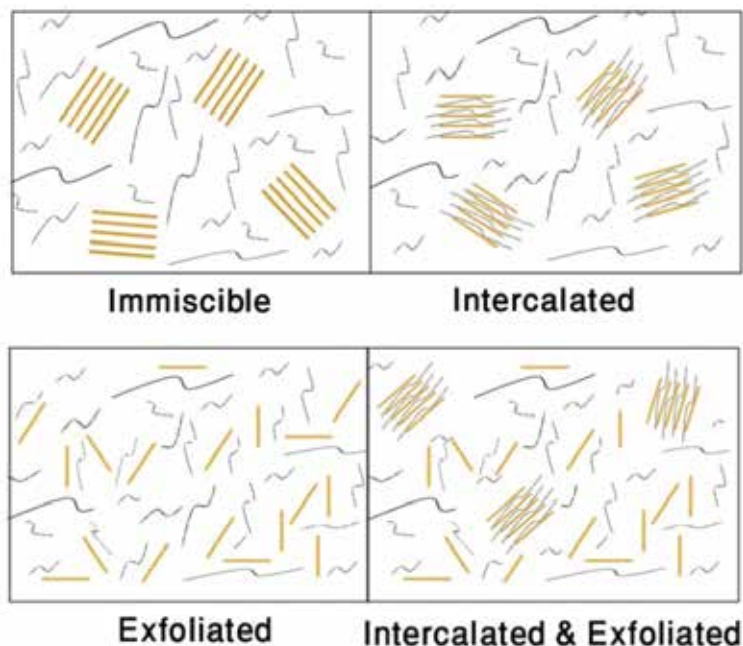 Immiscible
Intercalated
Exfoliated
Intercalated & Exfoliated